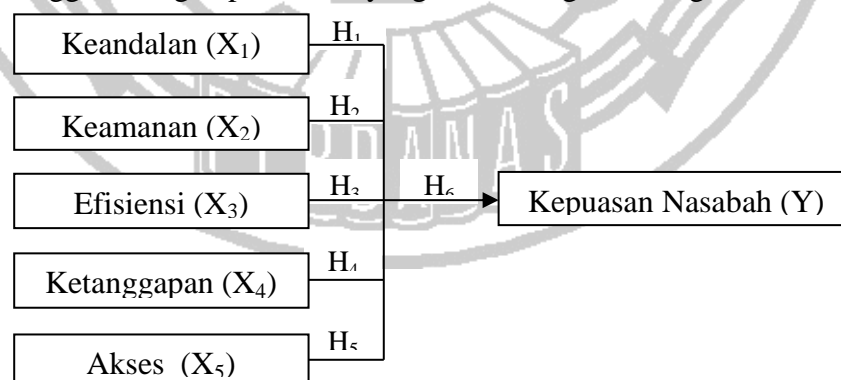 Keandalan (X₁)
H₁
Keamanan (X₂)
H₂
Efisiensi (X₃)
H₃
H₆
Kepuasan Nasabah (Y)
Ketanggapan (X₄)
H₄
Akses (X₅)
H₅